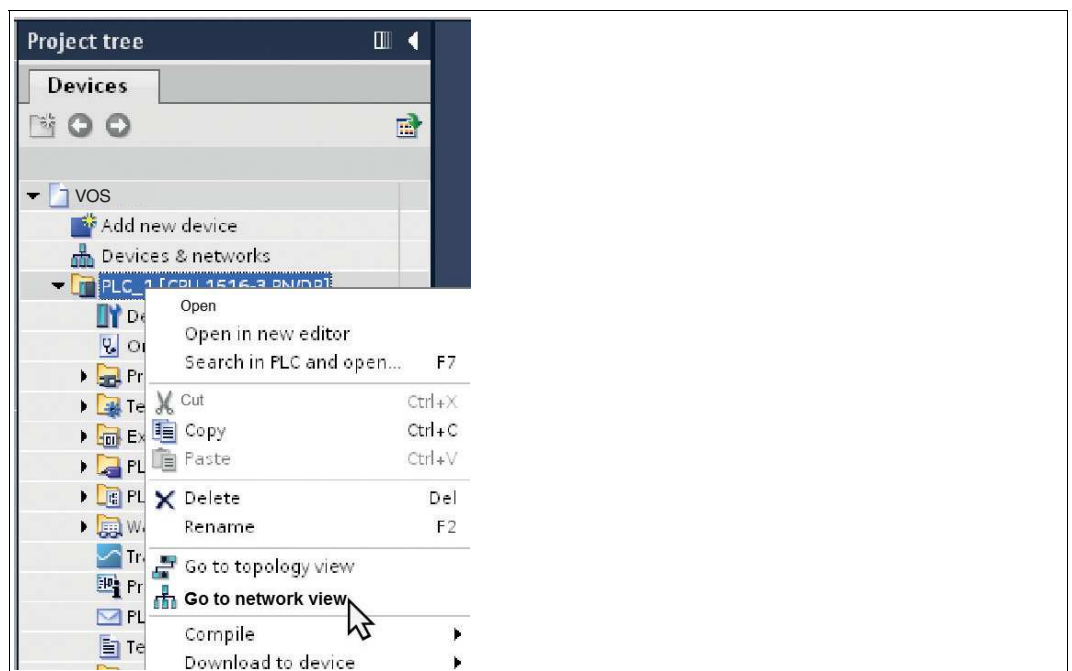 Project tree
Devices
VOS
Add new device
Devices & networks
PLC_1 [CPU 1516-3 PN/DP]
Open
Open in new editor
Search in PLC and open... F7
Cut Ctrl+X
Copy Ctrl+C
Paste Ctrl+V
Delete Del
Rename F2
Go to topology view
Go to network view
Compile
Download to device